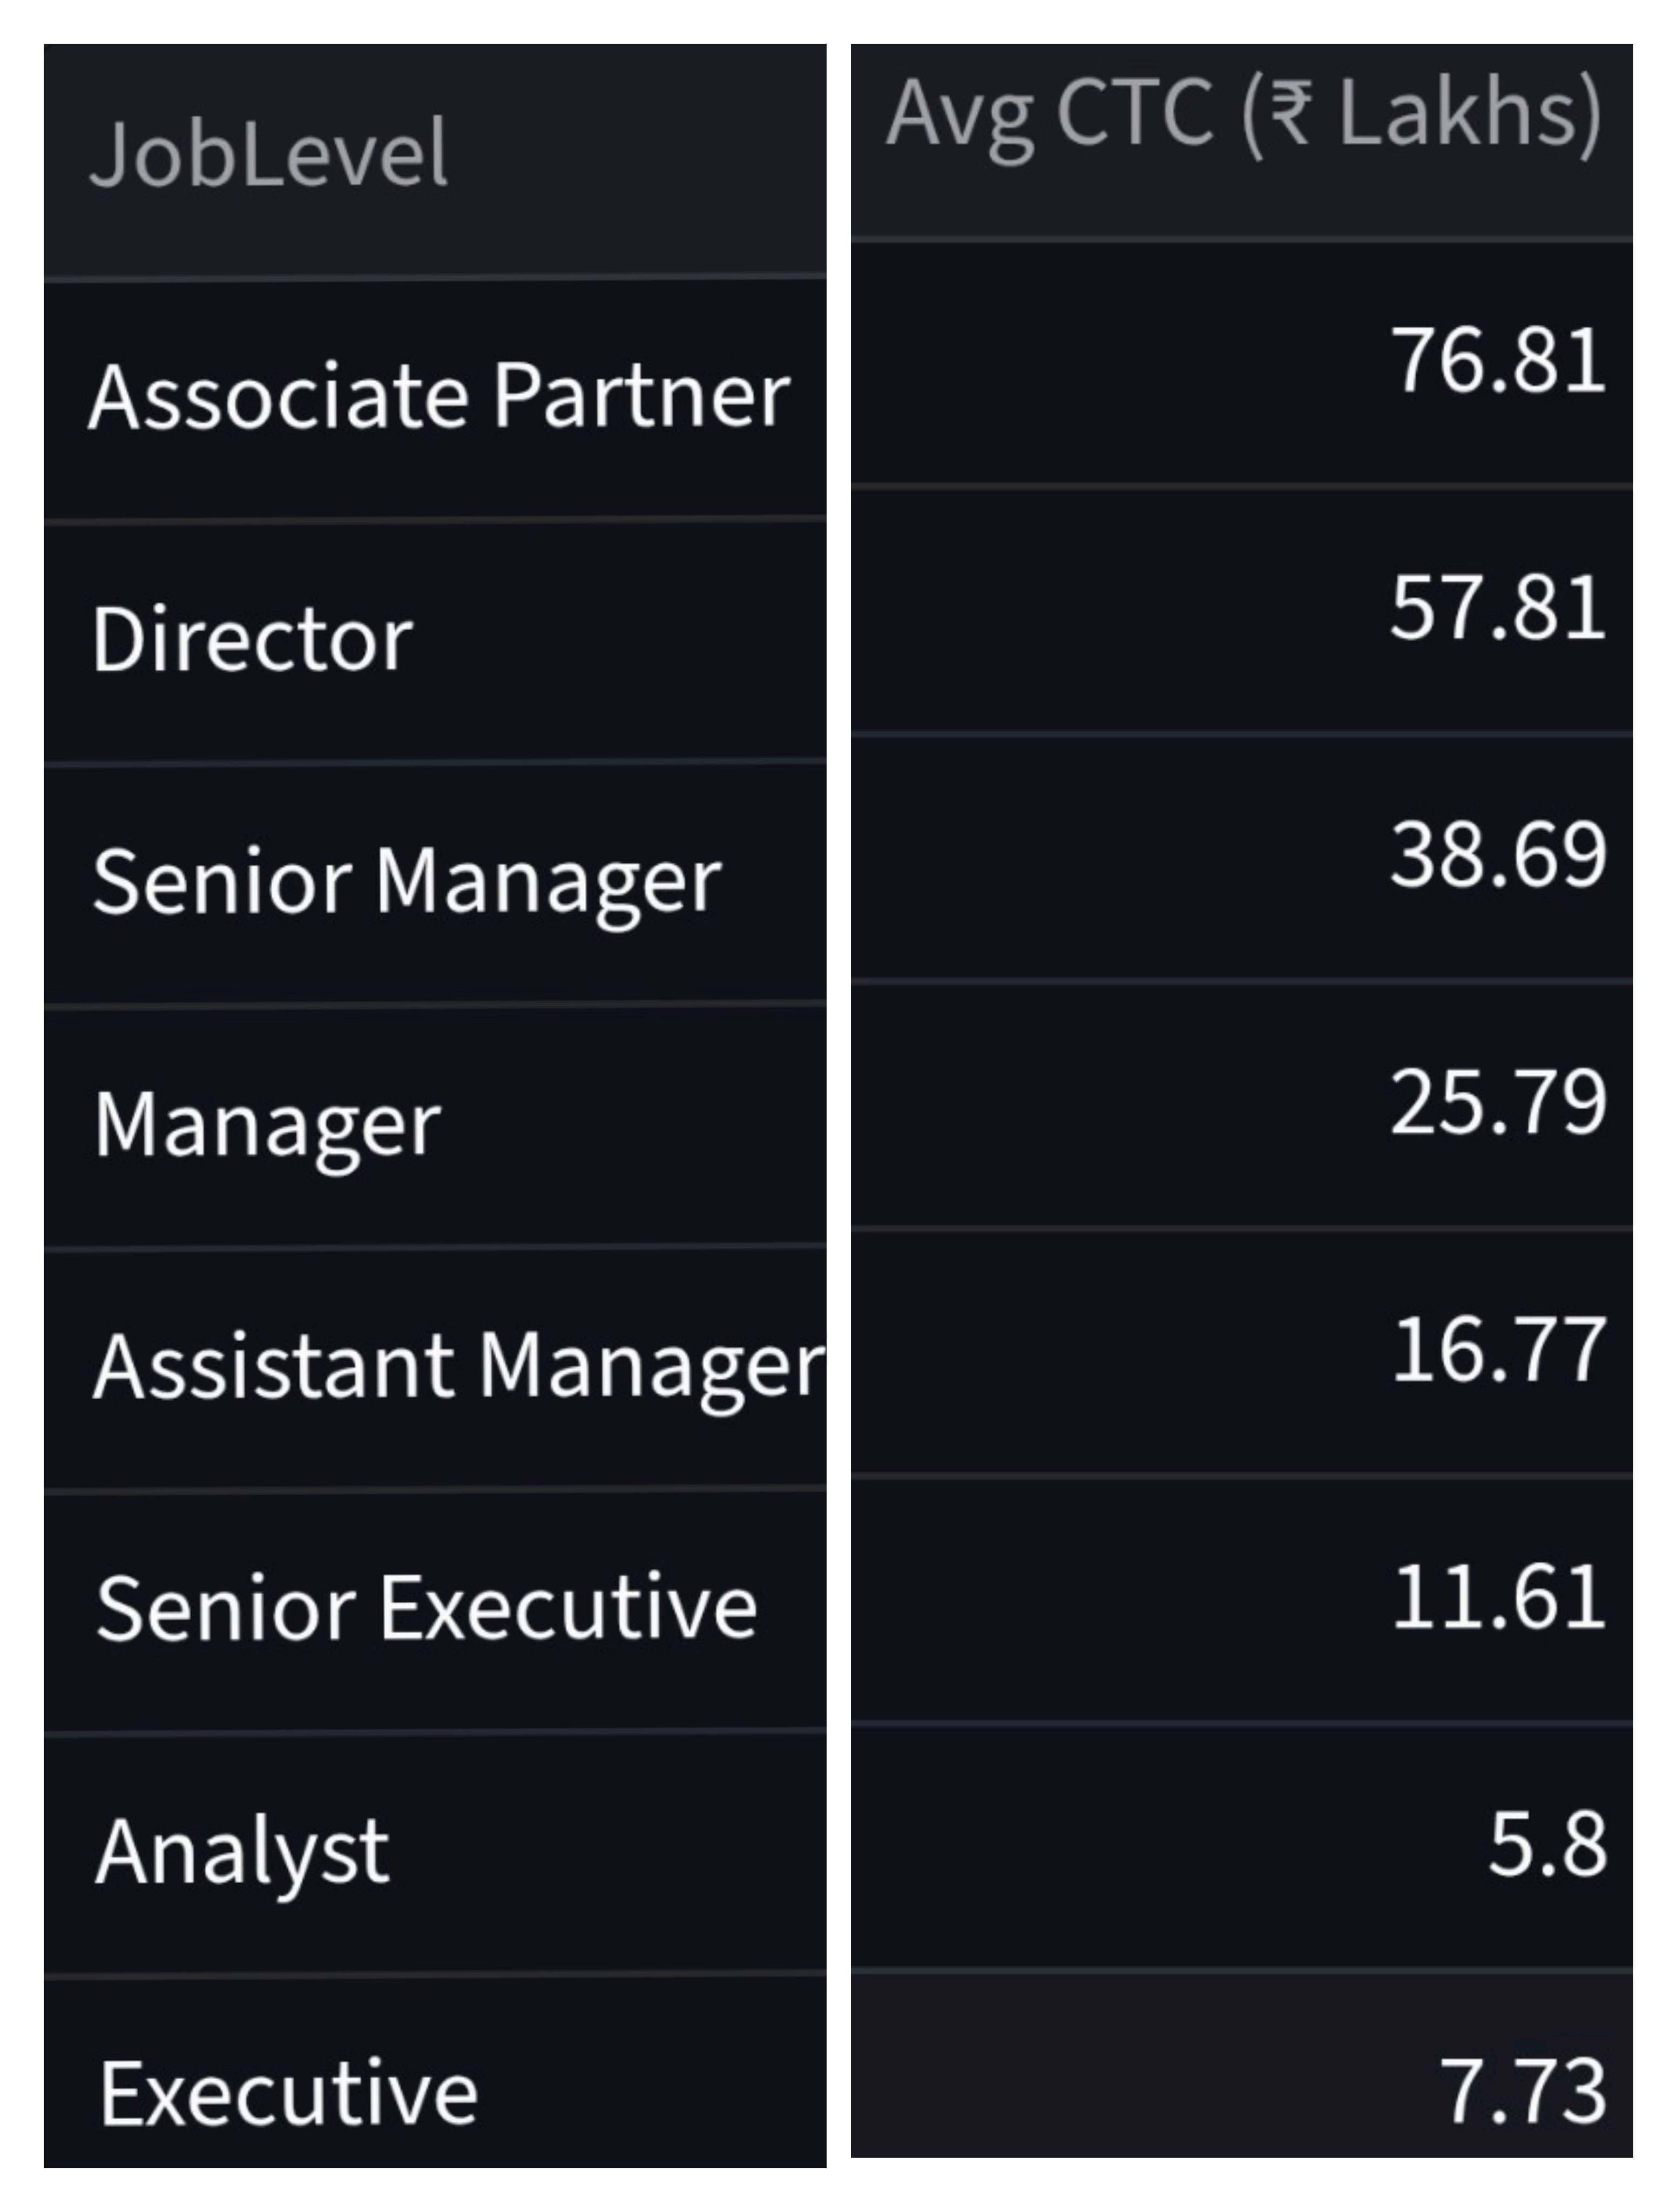 JobLevel Avg CTC (₹ Lakhs)
Associate Partner 76.81
Director 57.81
Senior Manager 38.69
Manager 25.79
Assistant Manager 16.77
Senior Executive 11.61
Analyst 5.8
Executive 7.73